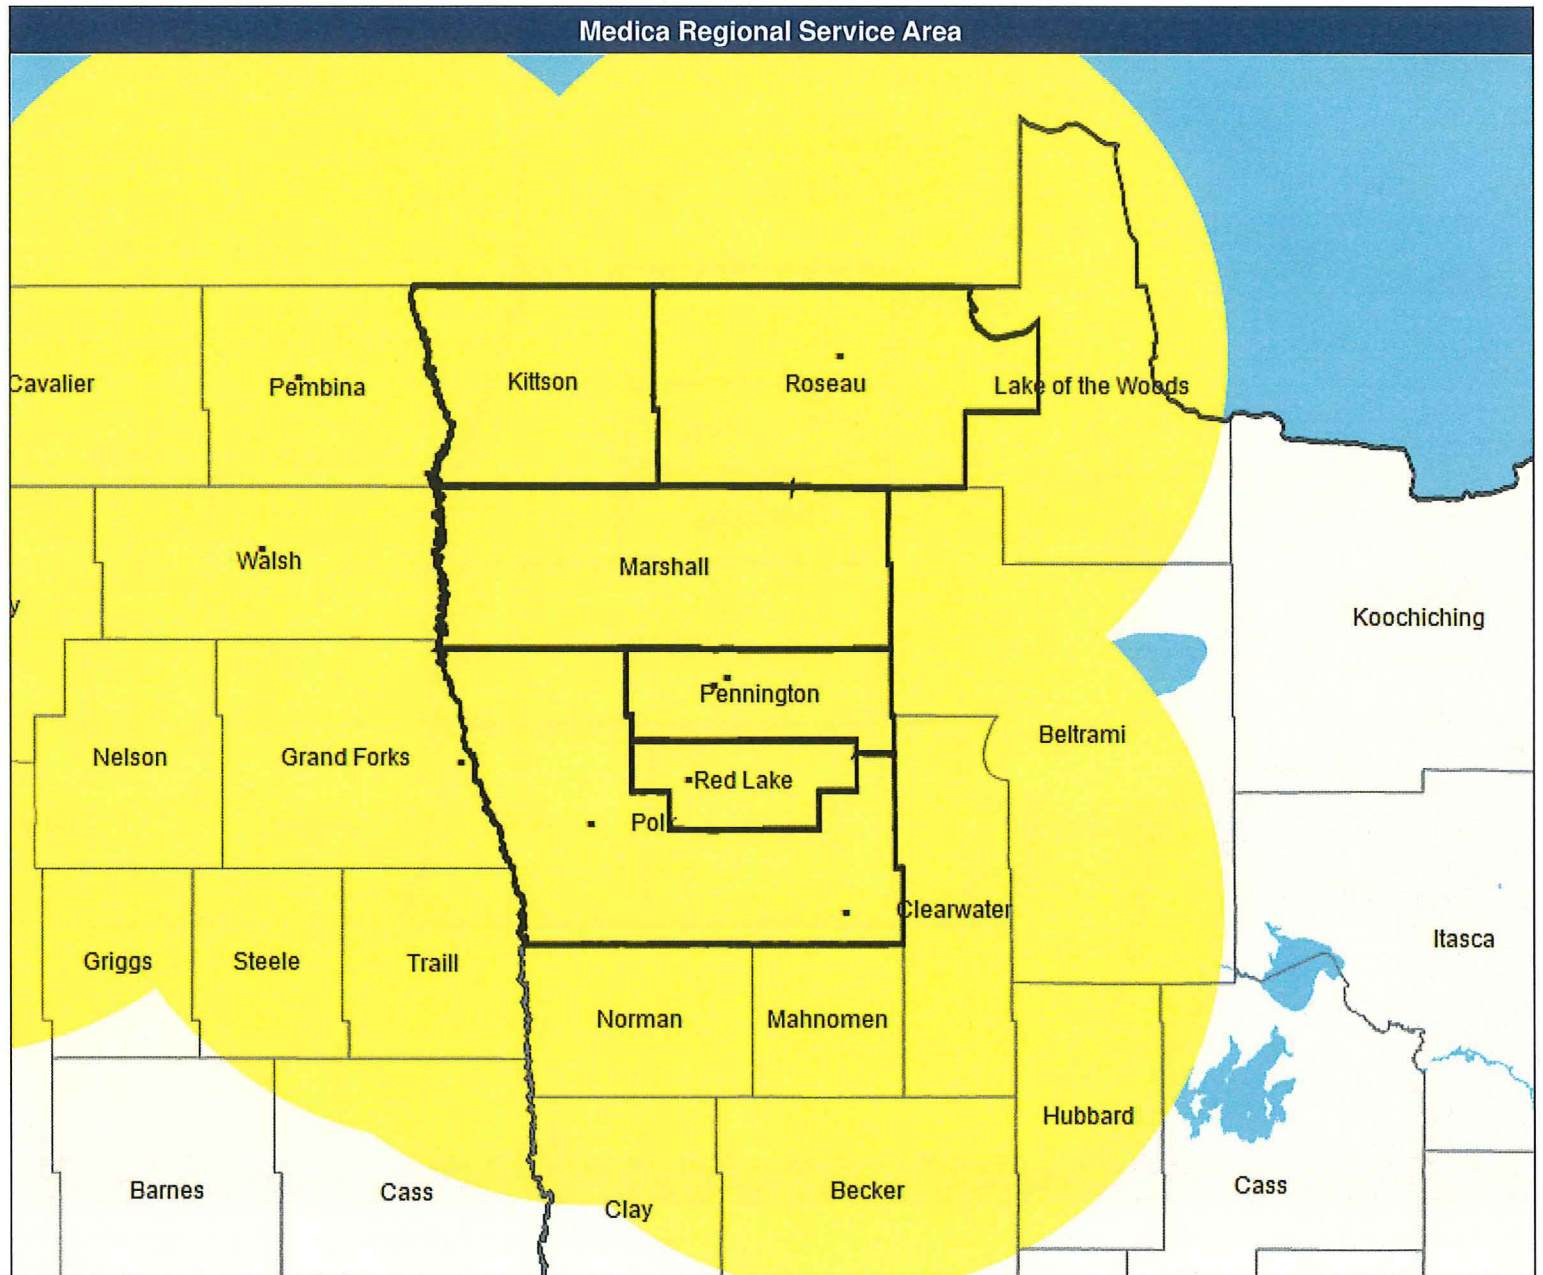 Medica Regional Service Area
Cavalier
Pembina
Kittson
Roseau
Lake of the Woods
Walsh
Marshall
y
Koochiching
Pennington
Nelson
Grand Forks
Beltrami
Red Lake
Polk
Clearwater
Griggs
Steele
Traill
Itasca
Norman
Mahnomen
Hubbard
Barnes
Cass
Clay
Becker
Cass